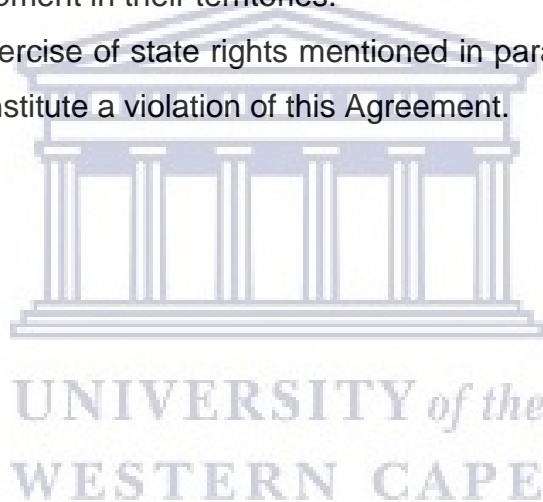 oment in their territories.
ercise of state rights mentioned in para
nstitute a violation of this Agreement.
UNIVERSITY of the
WESTERN CAPE